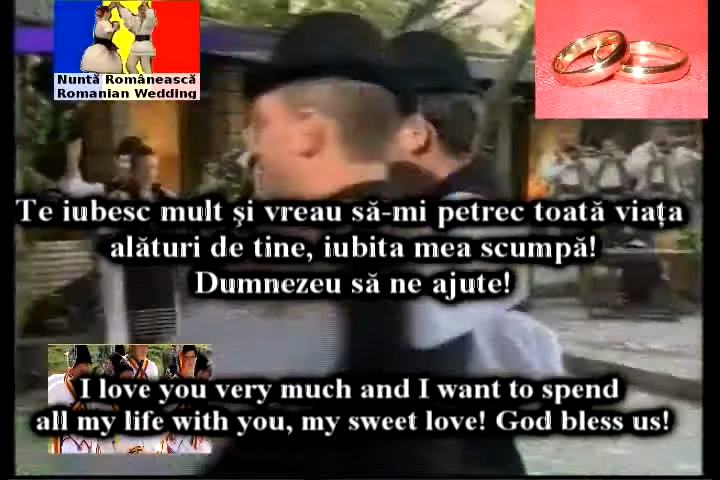 Nuntă Românească
Romanian Wedding
Te iubesc mult şi vreau să-mi petrec toată viaţa
alături de tine, iubita mea scumpă!
Dumnezeu să ne ajute!
I love you very much and I want to spend
all my life with you, my sweet love! God bless us!